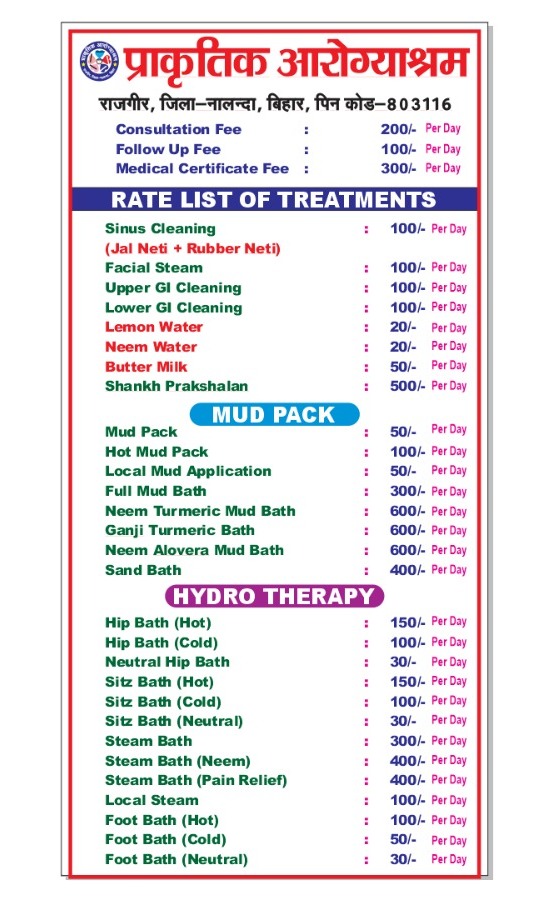 प्राकृतिक आरोग्याश्रम
राजगीर, जिला–नालन्दा, बिहार, पिन कोड–803116
Consultation Fee : 200/- Per Day
Follow Up Fee : 100/- Per Day
Medical Certificate Fee : 300/- Per Day
RATE LIST OF TREATMENTS
Sinus Cleaning : 100/- Per Day
(Jal Neti + Rubber Neti)
Facial Steam : 100/- Per Day
Upper GI Cleaning : 100/- Per Day
Lower GI Cleaning : 100/- Per Day
Lemon Water : 20/- Per Day
Neem Water : 20/- Per Day
Butter Milk : 50/- Per Day
Shankh Prakshalan : 500/- Per Day
MUD PACK
Mud Pack : 50/- Per Day
Hot Mud Pack : 100/- Per Day
Local Mud Application : 50/- Per Day
Full Mud Bath : 300/- Per Day
Neem Turmeric Mud Bath : 600/- Per Day
Ganji Turmeric Bath : 600/- Per Day
Neem Alovera Mud Bath : 600/- Per Day
Sand Bath : 400/- Per Day
HYDRO THERAPY
Hip Bath (Hot) : 150/- Per Day
Hip Bath (Cold) : 100/- Per Day
Neutral Hip Bath : 30/- Per Day
Sitz Bath (Hot) : 150/- Per Day
Sitz Bath (Cold) : 100/- Per Day
Sitz Bath (Neutral) : 30/- Per Day
Steam Bath : 300/- Per Day
Steam Bath (Neem) : 400/- Per Day
Steam Bath (Pain Relief) : 400/- Per Day
Local Steam : 100/- Per Day
Foot Bath (Hot) : 100/- Per Day
Foot Bath (Cold) : 50/- Per Day
Foot Bath (Neutral) : 30/- Per Day